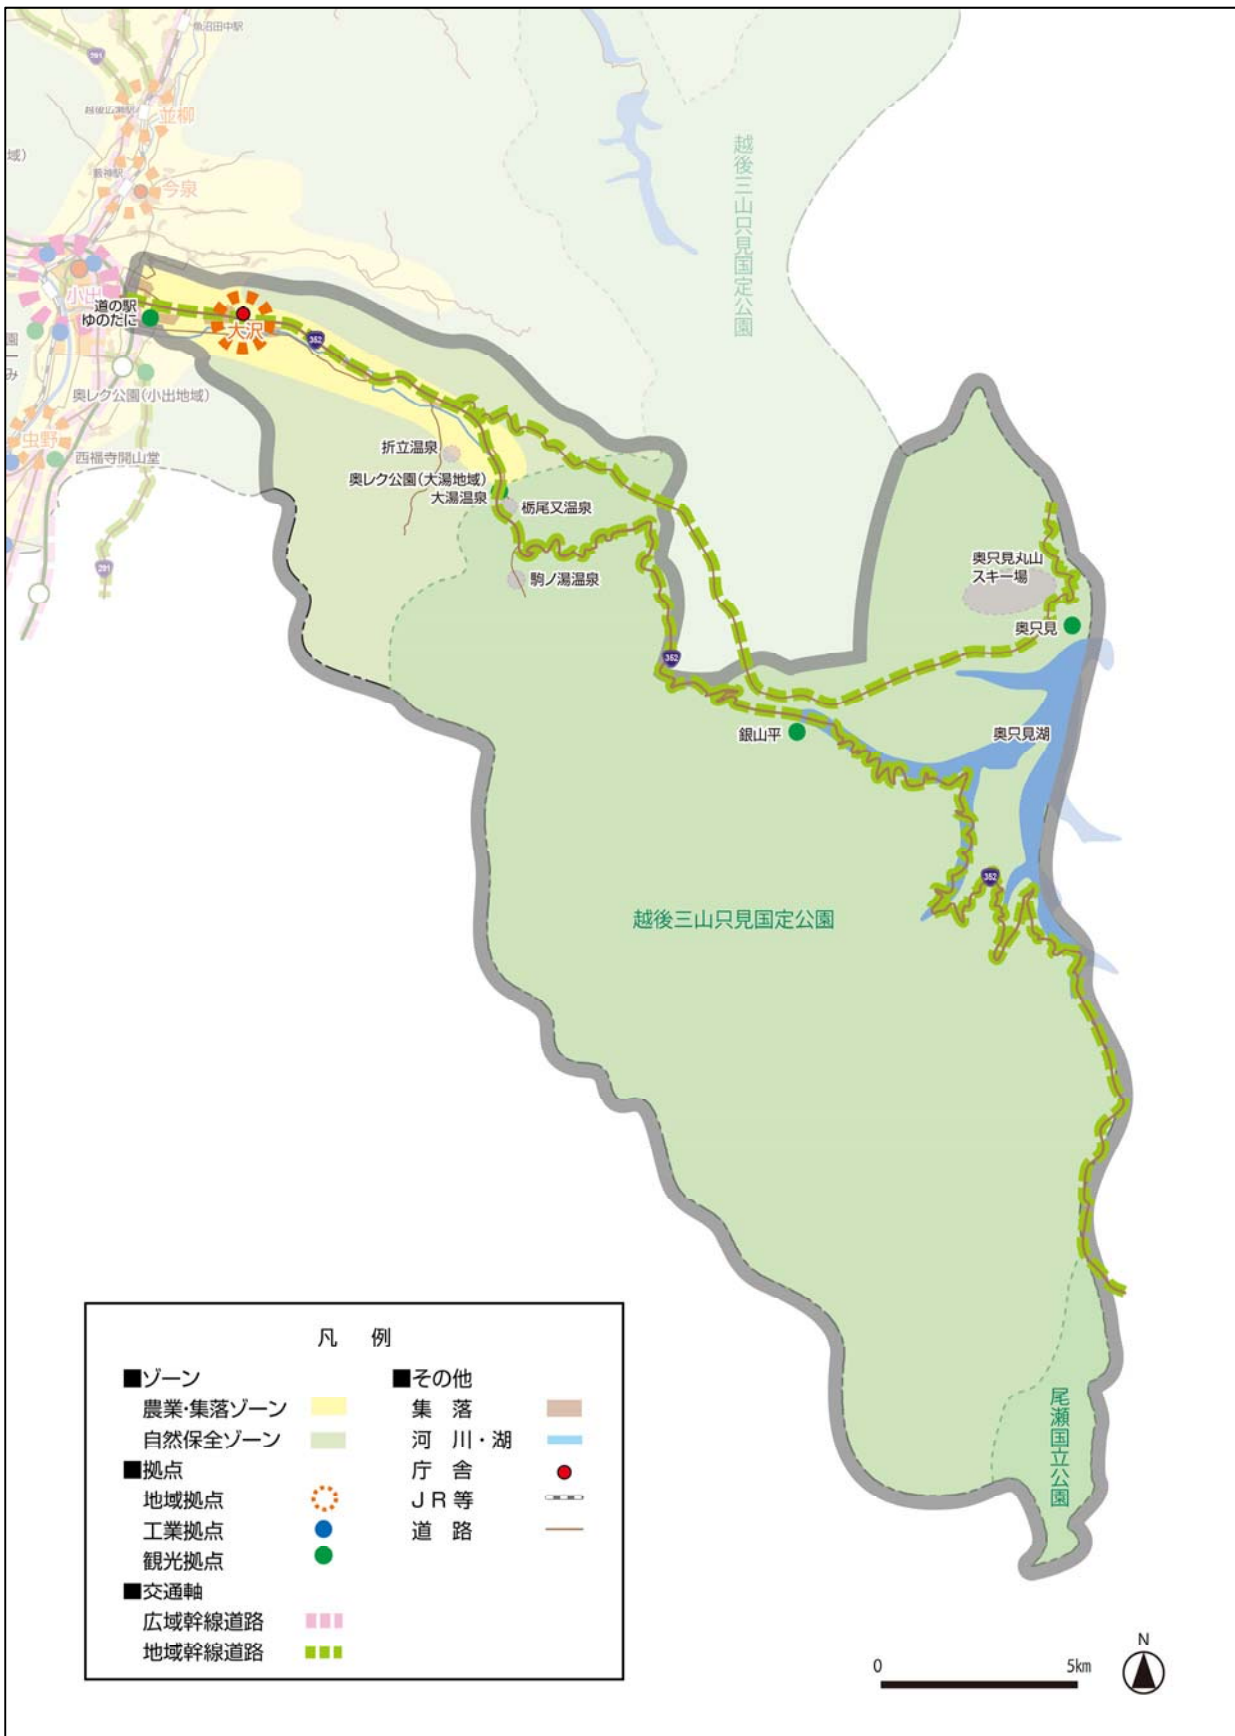 魚沼田中駅
291
越後広瀬駅
並柳
域)
藪神駅
今泉
越後三山只見国定公園
小出
道の駅
ゆのたに
大沢
352
園
み
奥レク公園(小出地域)
虫野
西福寺開山堂
折立温泉
奥レク公園(大湯地域)
大湯温泉
栃尾又温泉
駒ノ湯温泉
291
奥只見丸山
スキー場
奥只見
352
銀山平
奥只見湖
352
越後三山只見国定公園
尾瀬国立公園
凡 例
■ゾーン
農業・集落ゾーン
自然保全ゾーン
■拠点
地域拠点
工業拠点
観光拠点
■交通軸
広域幹線道路
地域幹線道路
■その他
集 落
河 川・湖
庁 舎
JR等
道 路
0 5km
N